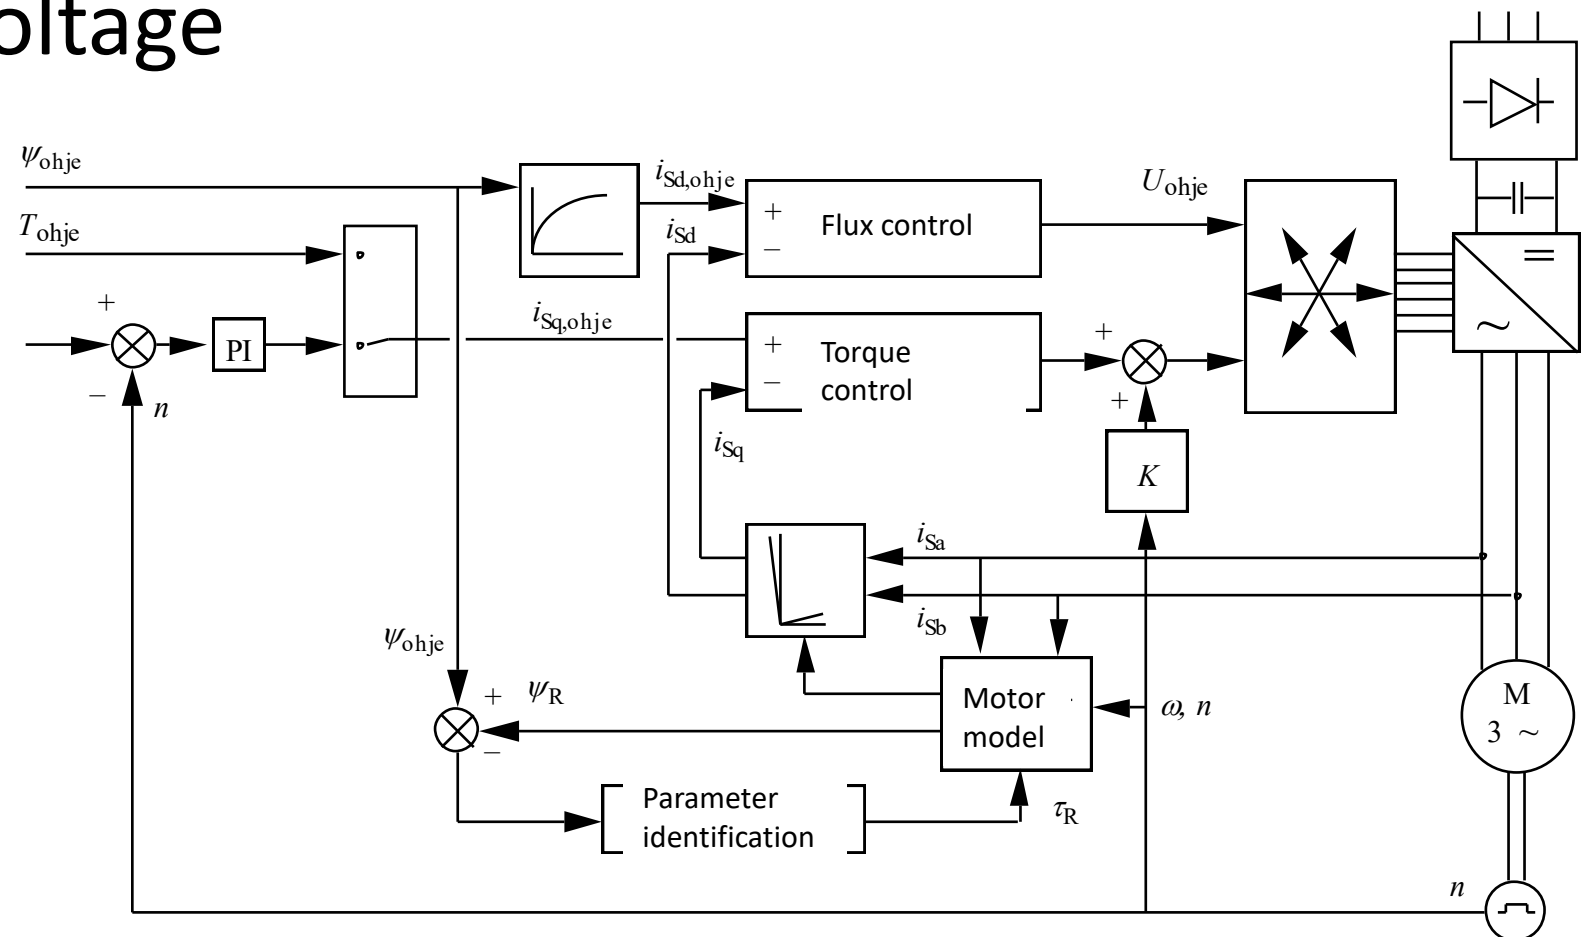 oltage
ψohje
Tohje
+
−
n
PI
iSd,ohje
iSd
+
−
Flux control
Uohje
iSq,ohje
+
−
Torque
control
+
+
K
iSq
iSa
iSb
ψohje
+
−
ψR
Motor
model
ω, n
Parameter
identification
τR
=
~
M
3 ~
n